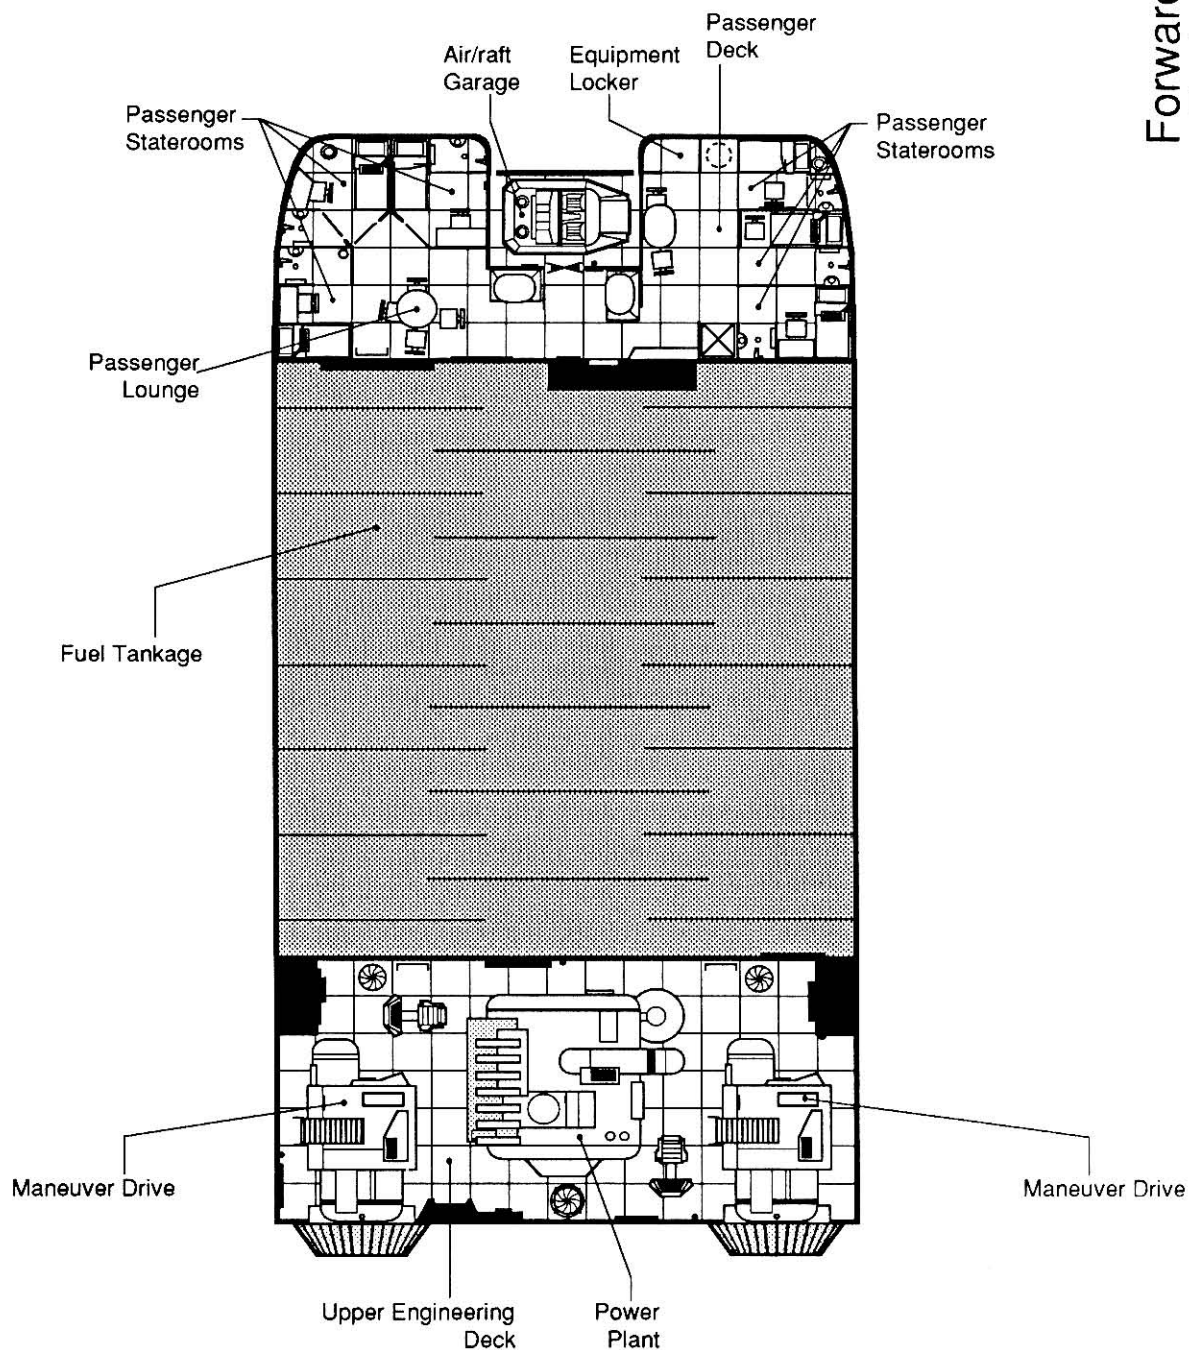 Passenger
Deck
Air/raft
Garage
Equipment
Locker
Passenger
Staterooms
Passenger
Staterooms
Passenger
Lounge
Fuel Tankage
Maneuver Drive
Maneuver Drive
Upper Engineering
Deck
Power
Plant
Forward